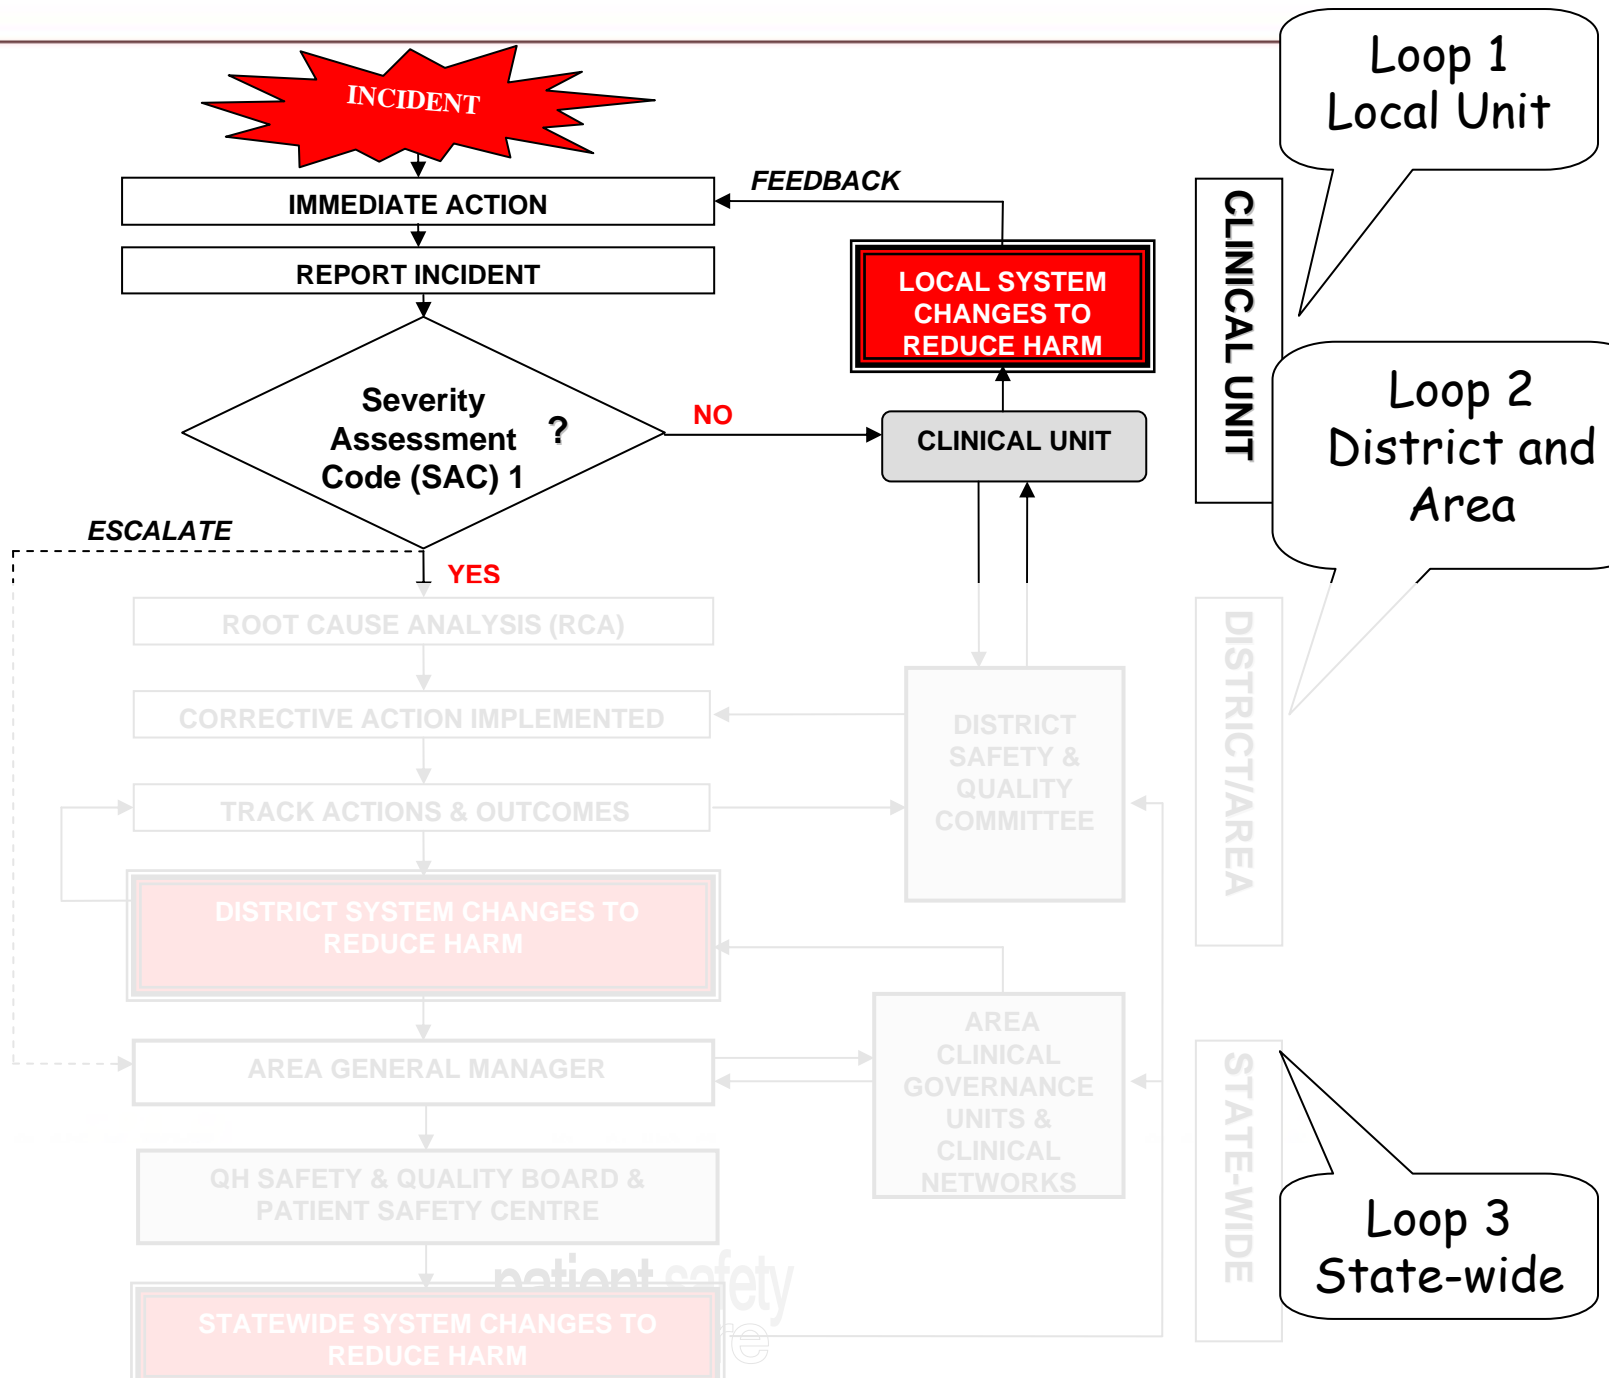 INCIDENT
Loop 1
Local Unit
IMMEDIATE ACTION
FEEDBACK
REPORT INCIDENT
LOCAL SYSTEM
CHANGES TO
REDUCE HARM
CLINICAL UNIT
Severity
Assessment
Code (SAC) 1
?
NO
CLINICAL UNIT
Loop 2
District and
Area
ESCALATE
YES
ROOT CAUSE ANALYSIS (RCA)
CORRECTIVE ACTION IMPLEMENTED
DISTRICT
SAFETY &
QUALITY
COMMITTEE
DISTRICT/AREA
TRACK ACTIONS & OUTCOMES
DISTRICT SYSTEM CHANGES TO
REDUCE HARM
AREA GENERAL MANAGER
AREA
CLINICAL
GOVERNANCE
UNITS &
CLINICAL
NETWORKS
STATE-WIDE
QH SAFETY & QUALITY BOARD &
PATIENT SAFETY CENTRE
Loop 3
State-wide
patient safety
STATEWIDE SYSTEM CHANGES TO
REDUCE HARM